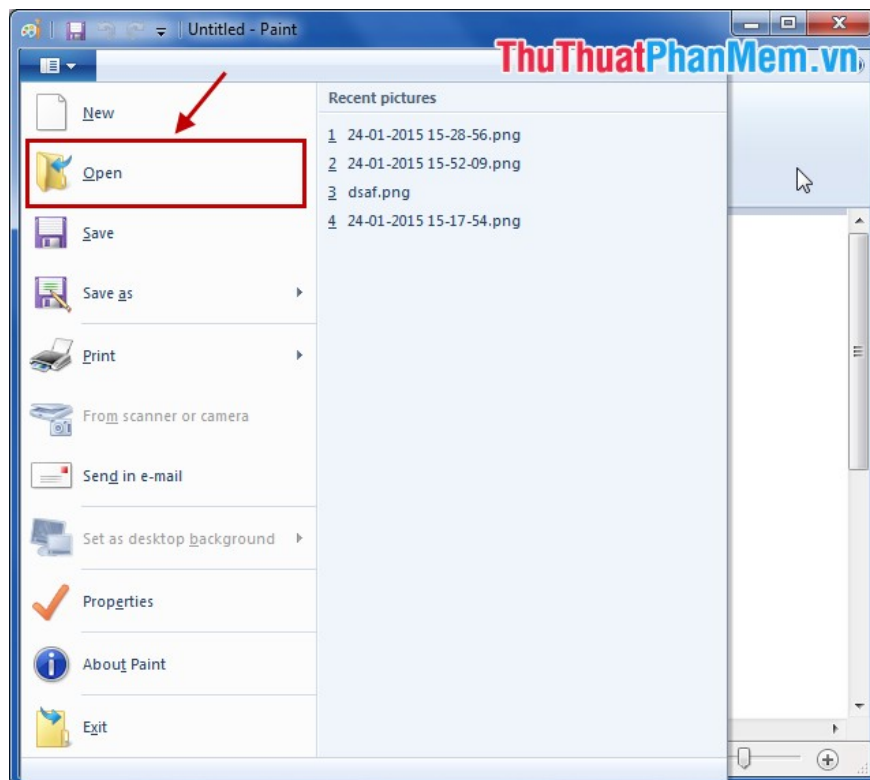 Untitled - Paint
ThuThuatPhanMem.vn
New
Open
Save
Save as
Print
From scanner or camera
Send in e-mail
Set as desktop background
Properties
About Paint
Exit
Recent pictures
1 24-01-2015 15-28-56.png
2 24-01-2015 15-52-09.png
3 dsaf.png
4 24-01-2015 15-17-54.png